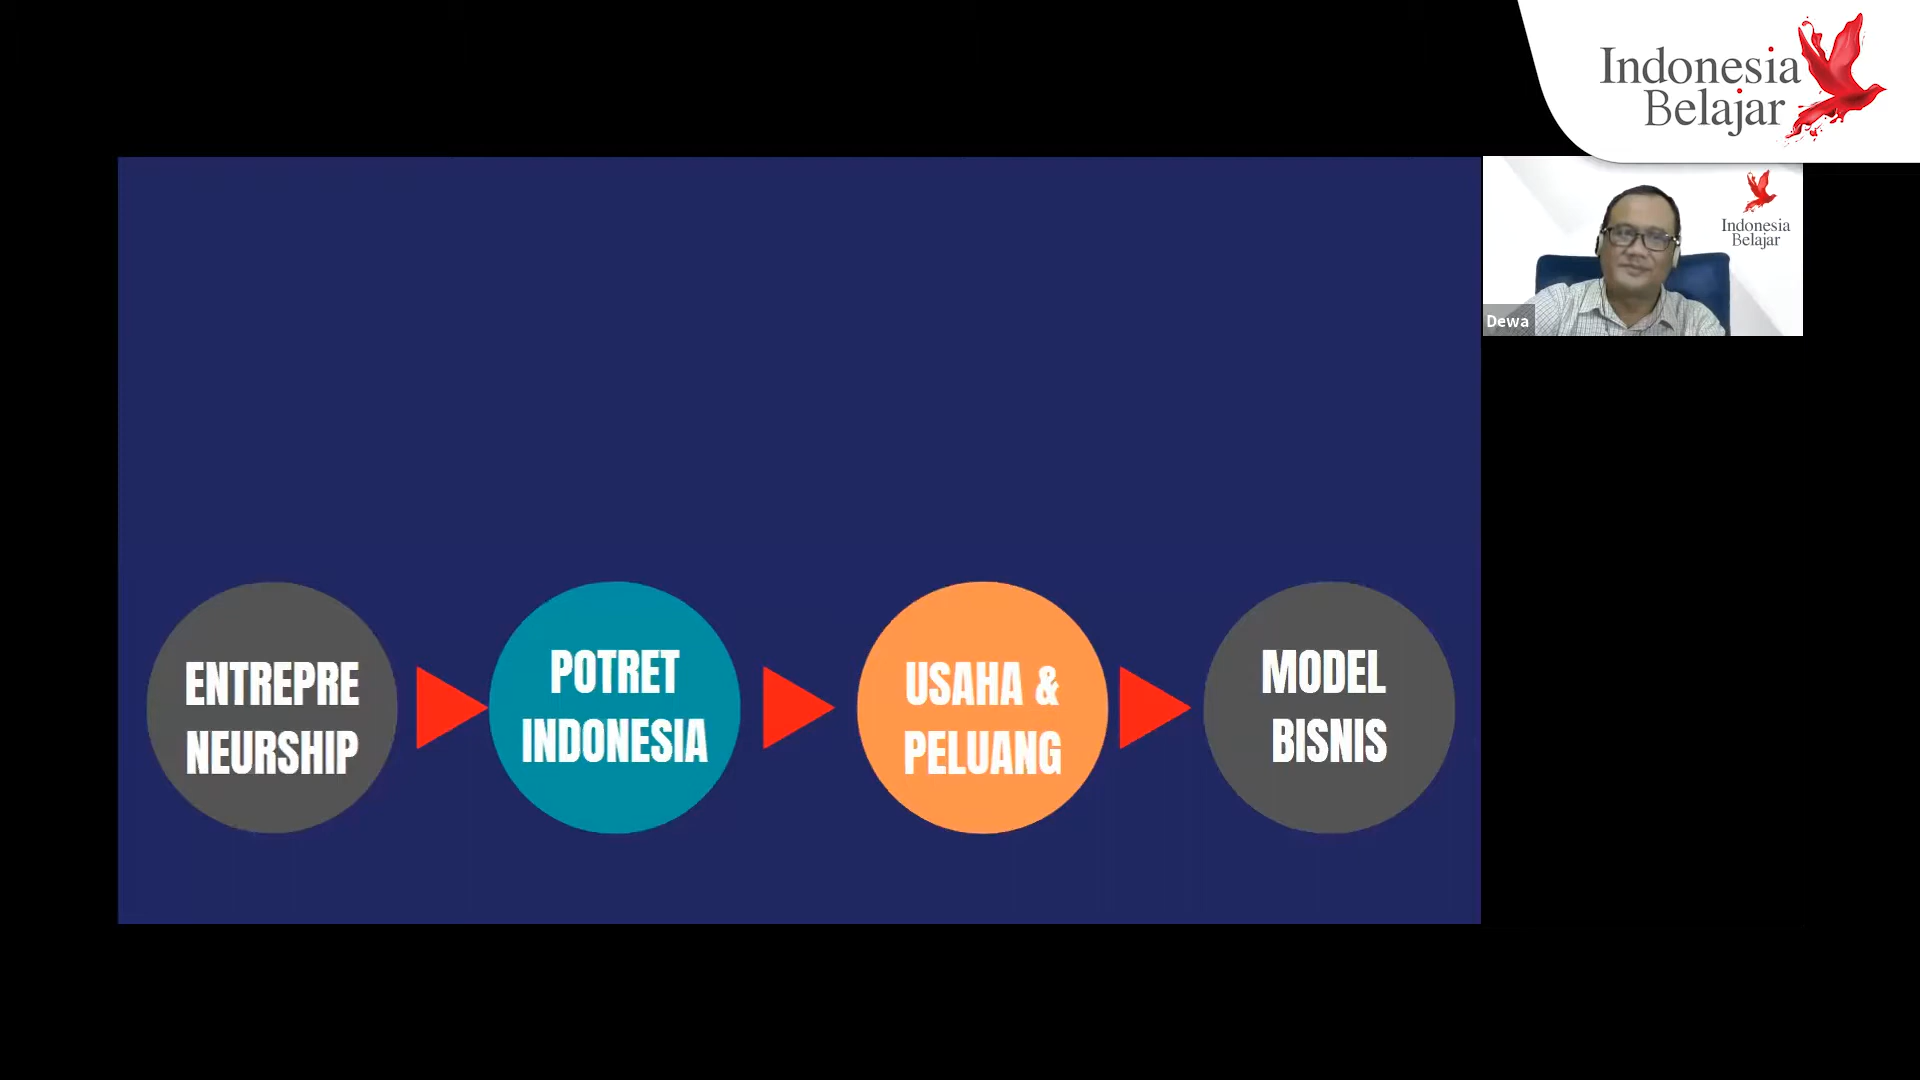 Indonesia
Belajar
Indonesia
Belajar
Dewa
ENTREPRE
NEURSHIP
POTRET
INDONESIA
USAHA &
PELUANG
MODEL
BISNIS